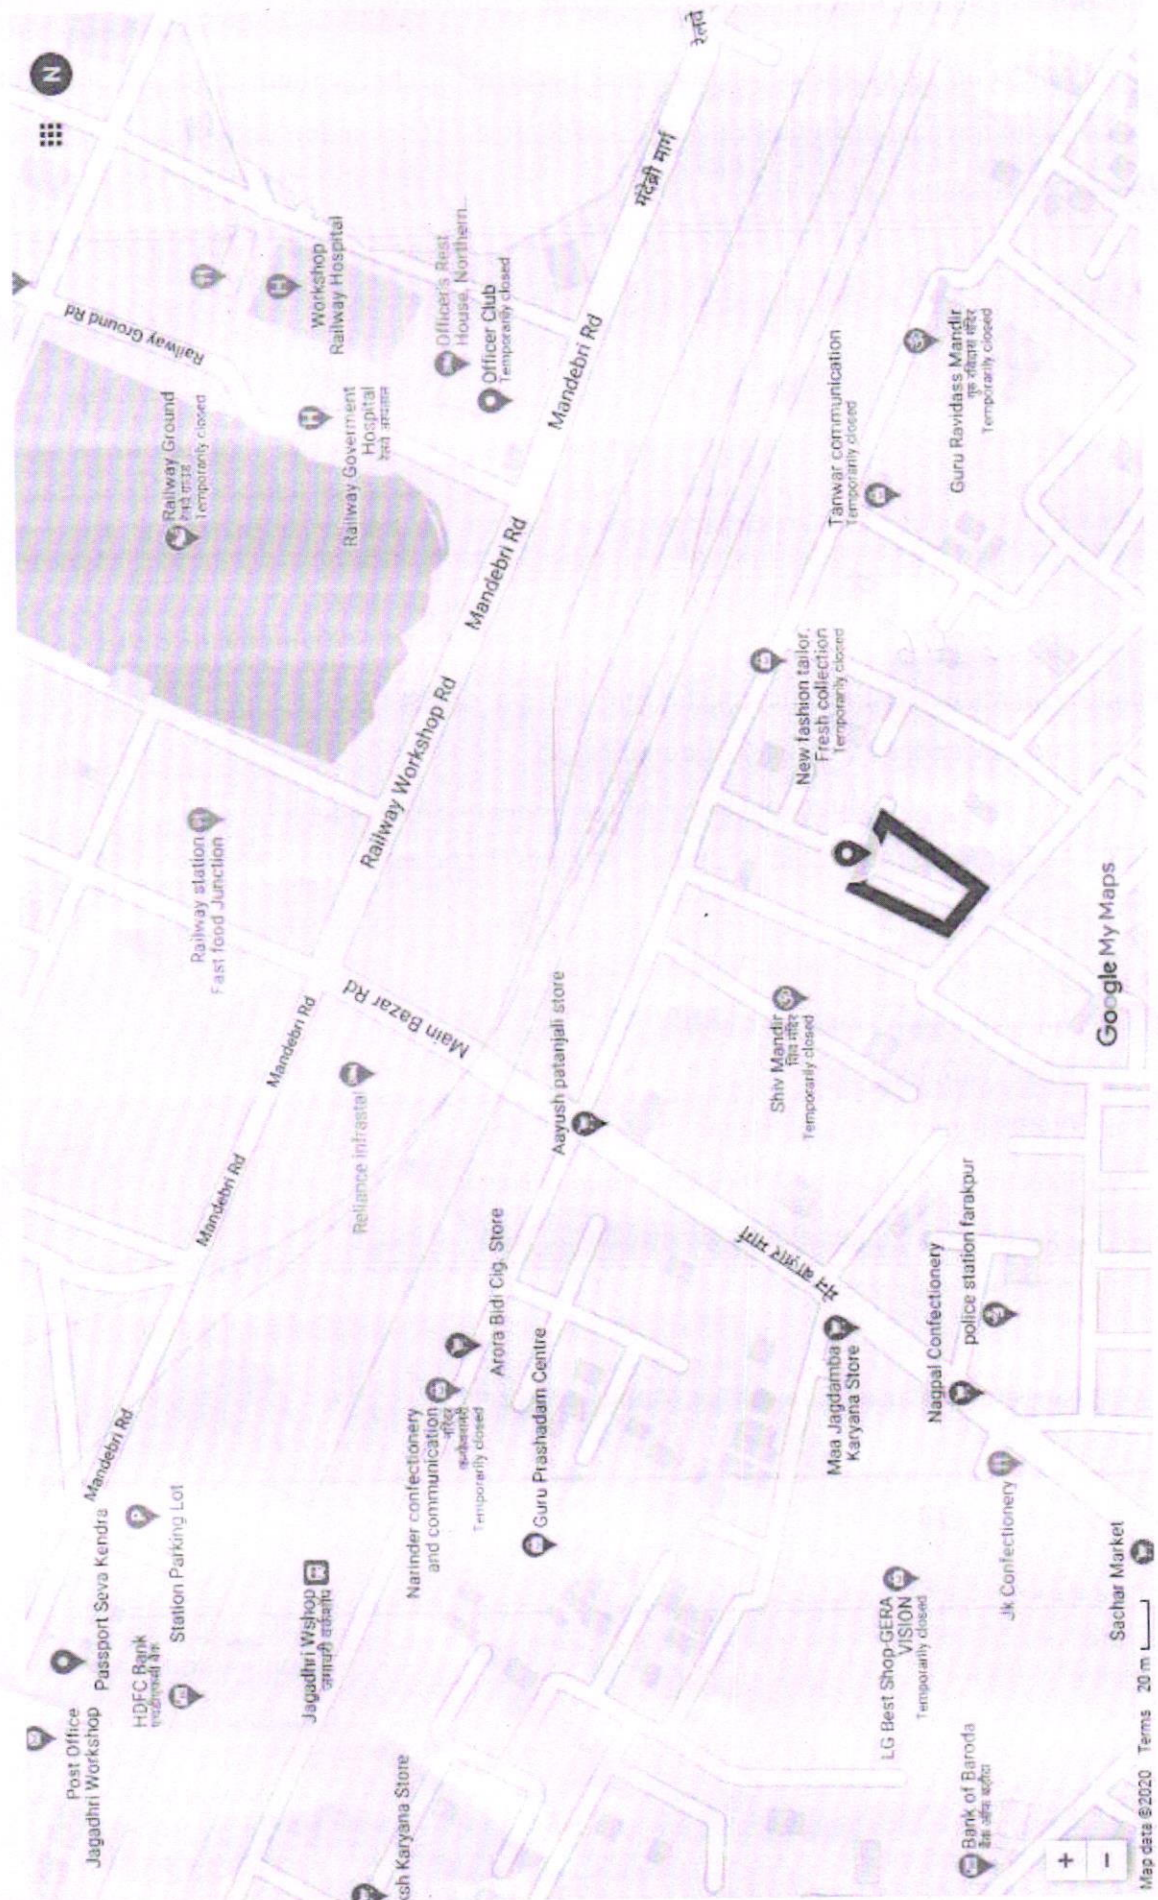 N
रेलवे
मंदेब्री मार्ग
Mandebri Rd
Mandebri Rd
Railway Workshop Rd
Mandebri Rd
Mandebri Rd
Mandebri Rd
Railway Ground Rd
Workshop
Railway Hospital
Officer's Rest
House, Northern...
Officer Club
Temporarily closed
Railway Ground
Temporarily closed
Railway Goverment
Hospital
Railway station
Fast food Junction
Main Bazar Rd
Reliance infrastal
Tanwar communication
Temporarily closed
Guru Ravidass Mandir
Temporarily closed
New fashion tailor.
Fresh collection
Temporarily closed
Shiv Mandir
शिव मंदिर
Temporarily closed
Aayush patanjali store
Arora Bidi Cig. Store
Narinder confectionery
and communication
Temporarily closed
Guru Prashadam Centre
मेन बाज़ार मार्ग
Maa Jagdamba
Karyana Store
Nagpal Confectionery
police station farakpur
Jk Confectionery
Sachar Market
LG Best Shop-GERA
VISION
Temporarily closed
Bank of Baroda
बैंक ऑफ़ बड़ौदा
Passport Seva Kendra
Station Parking Lot
HDFC Bank
Post Office
Jagadhri Workshop
Jagadhri Wshop
ksh Karyana Store
Google My Maps
+
−
Map data ©2020 Terms 20 m